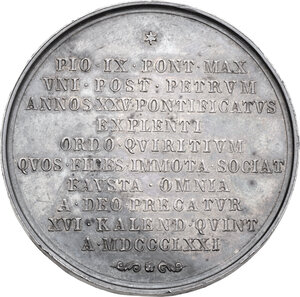 PIO · IX · PONT · MAX
VNI · POST · PETRVM
ANNOS · XXV · PONTIFICATVS
EXPLENTI
ORDO · QVIRITIVM
QVOS · FIDES · IMMOTA · SOCIAT
FAVSTA · OMNIA
A · DEO · PRECATVR
XVI · KALEND · QVINT
A · MDCCCLXXI